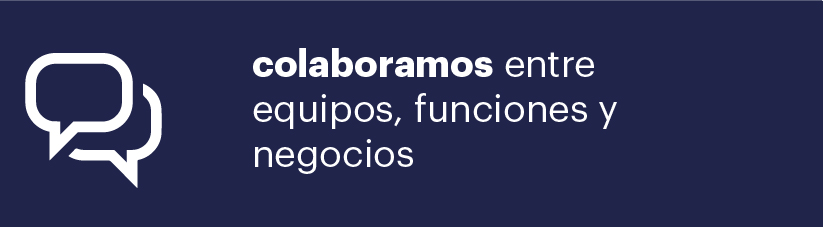 colaboramos entre
equipos, funciones y
negocios